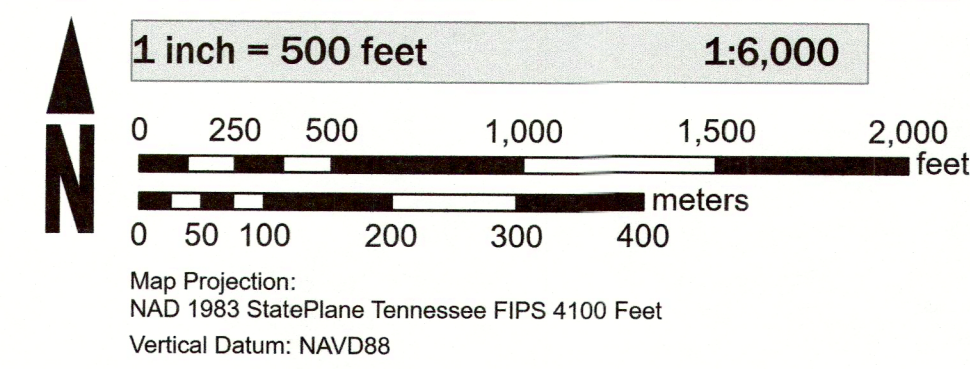 1 inch = 500 feet 1:6,000
N
0 250 500 1,000 1,500 2,000
feet
meters
0 50 100 200 300 400
Map Projection:
NAD 1983 StatePlane Tennessee FIPS 4100 Feet
Vertical Datum: NAVD88